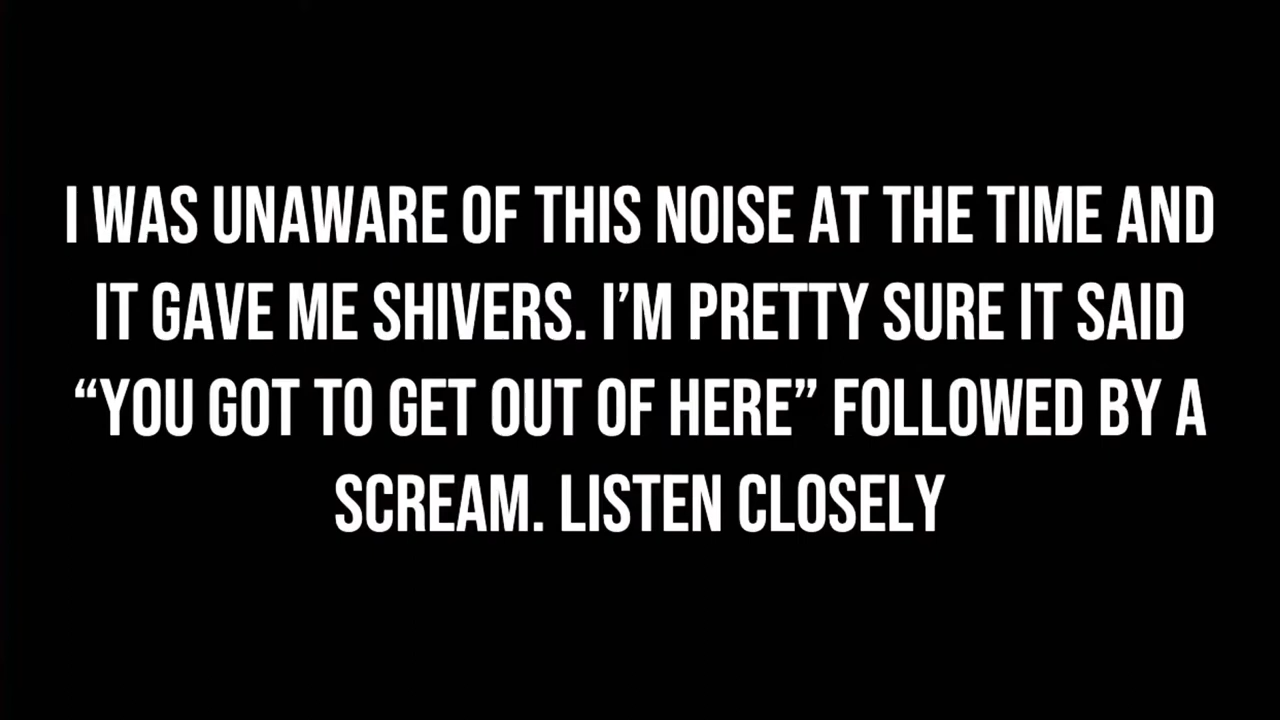 I WAS UNAWARE OF THIS NOISE AT THE TIME AND
IT GAVE ME SHIVERS. I’M PRETTY SURE IT SAID
“YOU GOT TO GET OUT OF HERE” FOLLOWED BY A
SCREAM. LISTEN CLOSELY